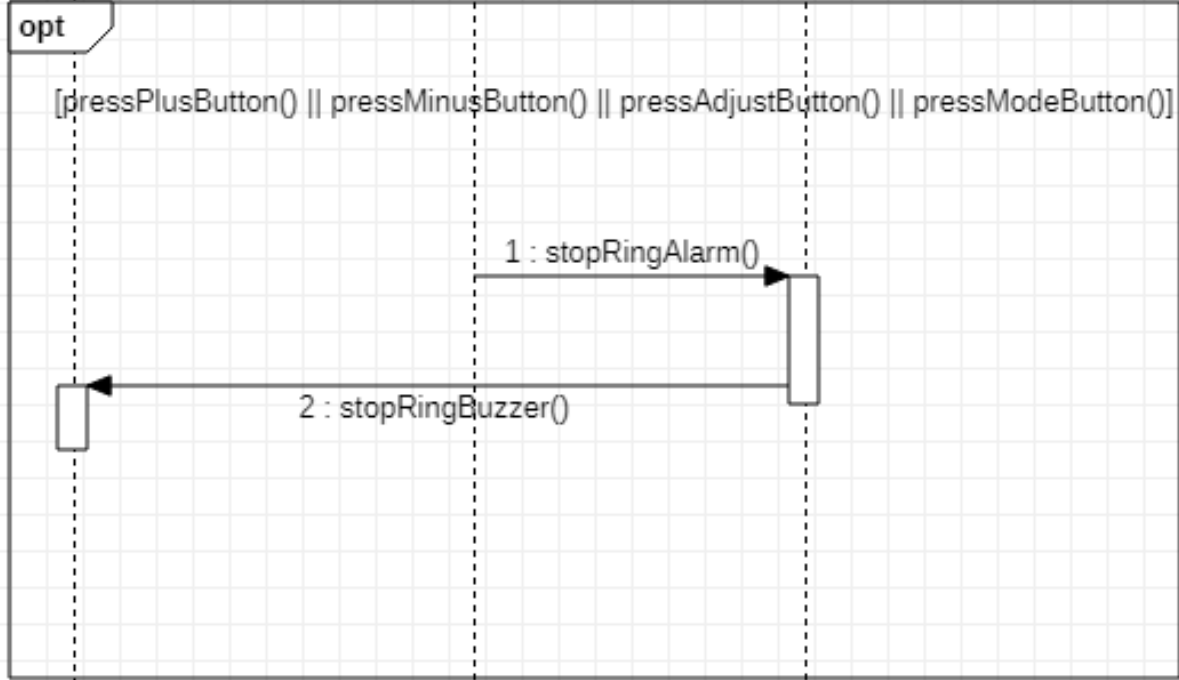 opt
[pressPlusButton() || pressMinusButton() || pressAdjustButton() || pressModeButton()]
1 : stopRingAlarm()
2 : stopRingBuzzer()